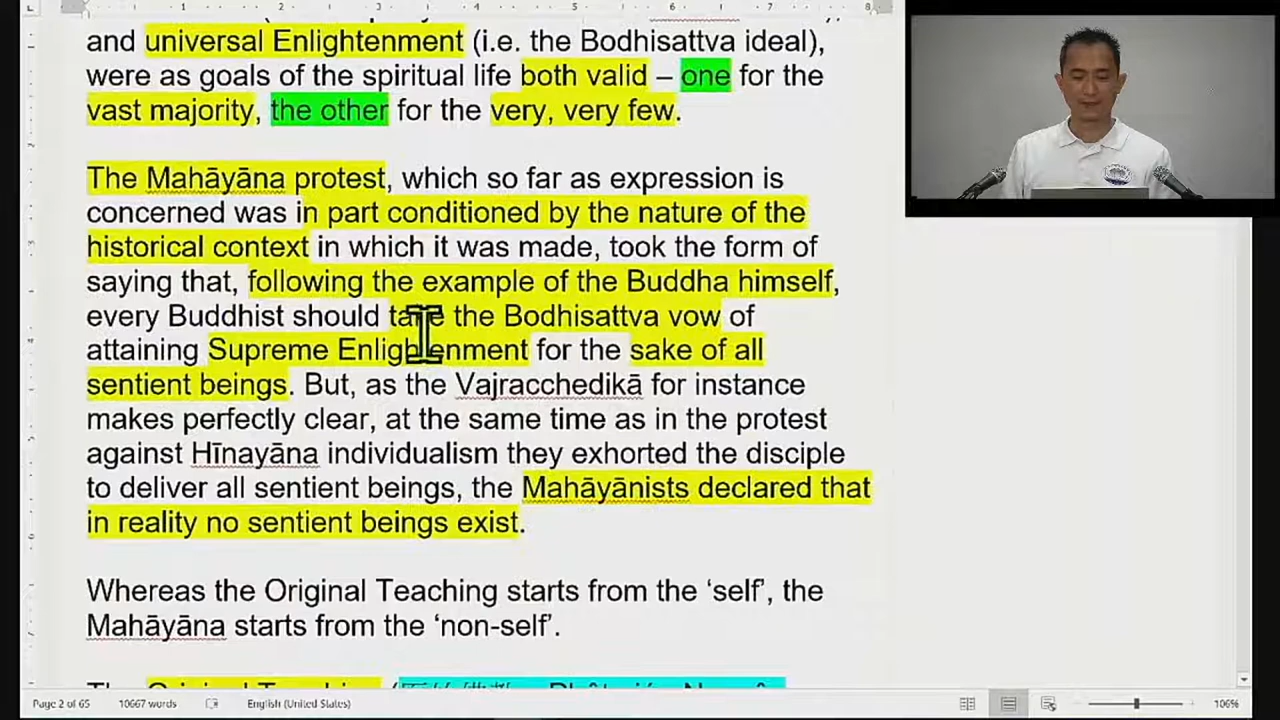 and universal Enlightenment (i.e. the Bodhisattva ideal),
were as goals of the spiritual life both valid – one for the
vast majority, the other for the very, very few.
The Mahāyāna protest, which so far as expression is
concerned was in part conditioned by the nature of the
historical context in which it was made, took the form of
saying that, following the example of the Buddha himself,
every Buddhist should take the Bodhisattva vow of
attaining Supreme Enlightenment for the sake of all
sentient beings. But, as the Vajracchedikā for instance
makes perfectly clear, at the same time as in the protest
against Hīnayāna individualism they exhorted the disciple
to deliver all sentient beings, the Mahāyānists declared that
in reality no sentient beings exist.
Whereas the Original Teaching starts from the ‘self’, the
Mahāyāna starts from the ‘non-self’.
Page 2 of 65 10667 words English (United States) 106%